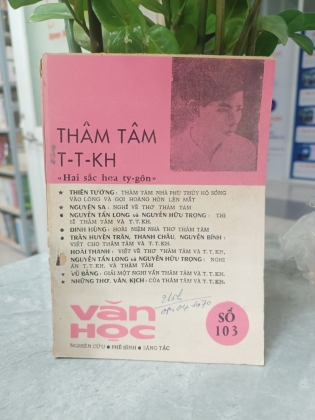 THÂM TÂM
T-T-KH
«Hai sắc hoa ty-gôn»
★ THIÊN TƯỚNG: THÂM TÂM NHÀ PHÙ THỦY HÔ SÓNG
VÀO LÒNG VÀ GỌI HOÀNG HÔN LÊN MẮT
★ NGUYÊN SA: NGHĨ VỀ THƠ THÂM TÂM
★ NGUYỄN TẤN LONG và NGUYỄN HỮU TRỌNG: THI
SĨ THÂM TÂM VÀ T.T.KH.
★ ĐINH HÙNG: HOÀI NIỆM NHÀ THƠ THÂM TÂM
★ TRẦN HUYỀN TRÂN, THANH CHÂU, NGUYỄN BÍNH:
VIẾT CHO THÂM TÂM VÀ T.T.KH.
★ HOÀI THANH: VIẾT VỀ THƠ THÂM TÂM VÀ T.T.KH.
★ NGUYỄN TẤN LONG và NGUYỄN HỮU TRỌNG: NGHI
ÁN T.T.KH. VÀ THÂM TÂM
★ VŨ BẰNG: GIẢI MỘT NGHI VẤN THÂM TÂM VÀ T.T.KH.
★ NHỮNG THƠ, VĂN, KỊCH: CỦA THÂM TÂM VÀ T.T.KH.
VĂN
HỌC
SỐ
103
NGHIÊN CỨU • PHÊ BÌNH • SÁNG TÁC